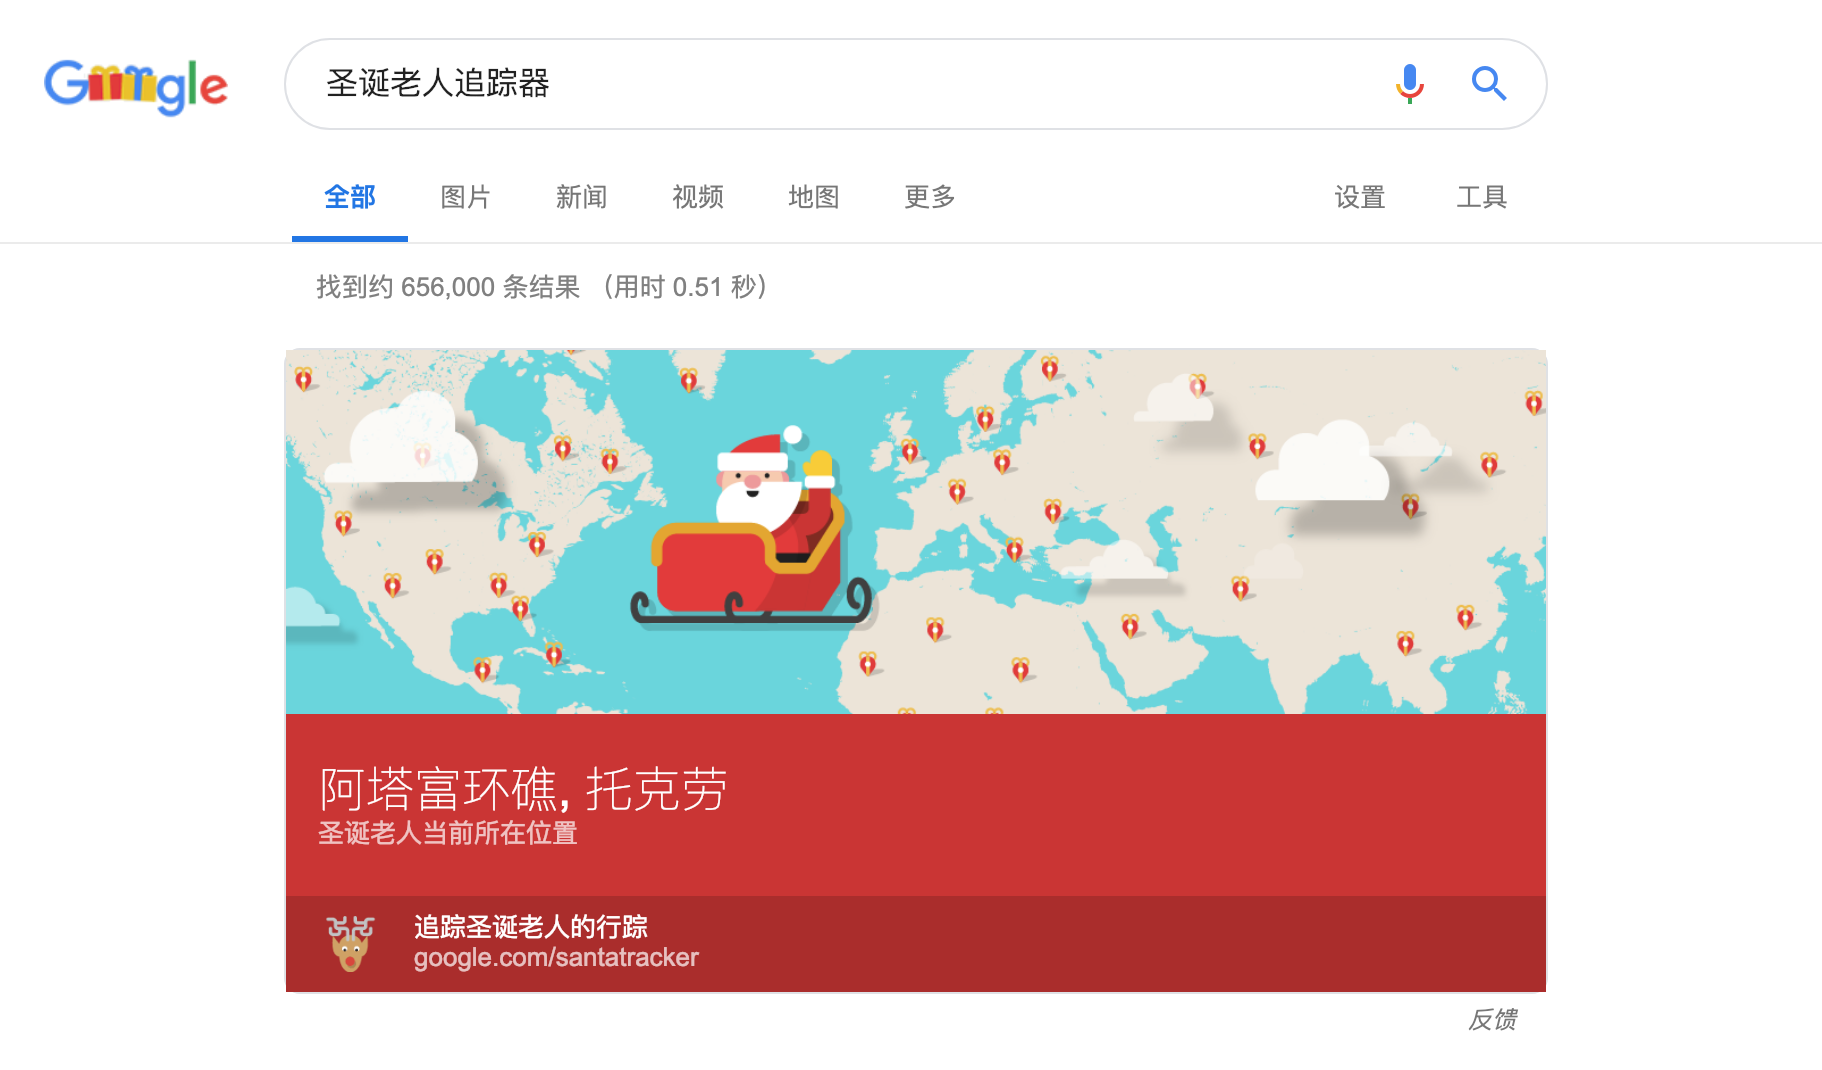 Google
圣诞老人追踪器
全部 图片 新闻 视频 地图 更多 设置 工具
找到约 656,000 条结果 （用时 0.51 秒）
阿塔富环礁, 托克劳
圣诞老人当前所在位置
追踪圣诞老人的行踪
google.com/santatracker
反馈